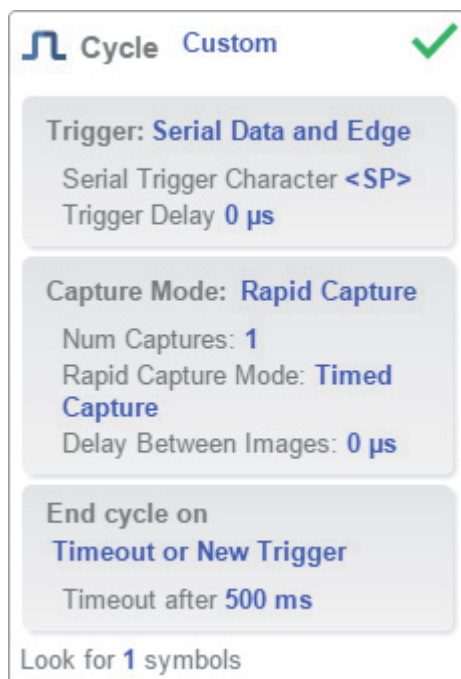 Cycle Custom
Trigger: Serial Data and Edge
Serial Trigger Character <SP>
Trigger Delay 0 µs
Capture Mode: Rapid Capture
Num Captures: 1
Rapid Capture Mode: Timed
Capture
Delay Between Images: 0 µs
End cycle on
Timeout or New Trigger
Timeout after 500 ms
Look for 1 symbols